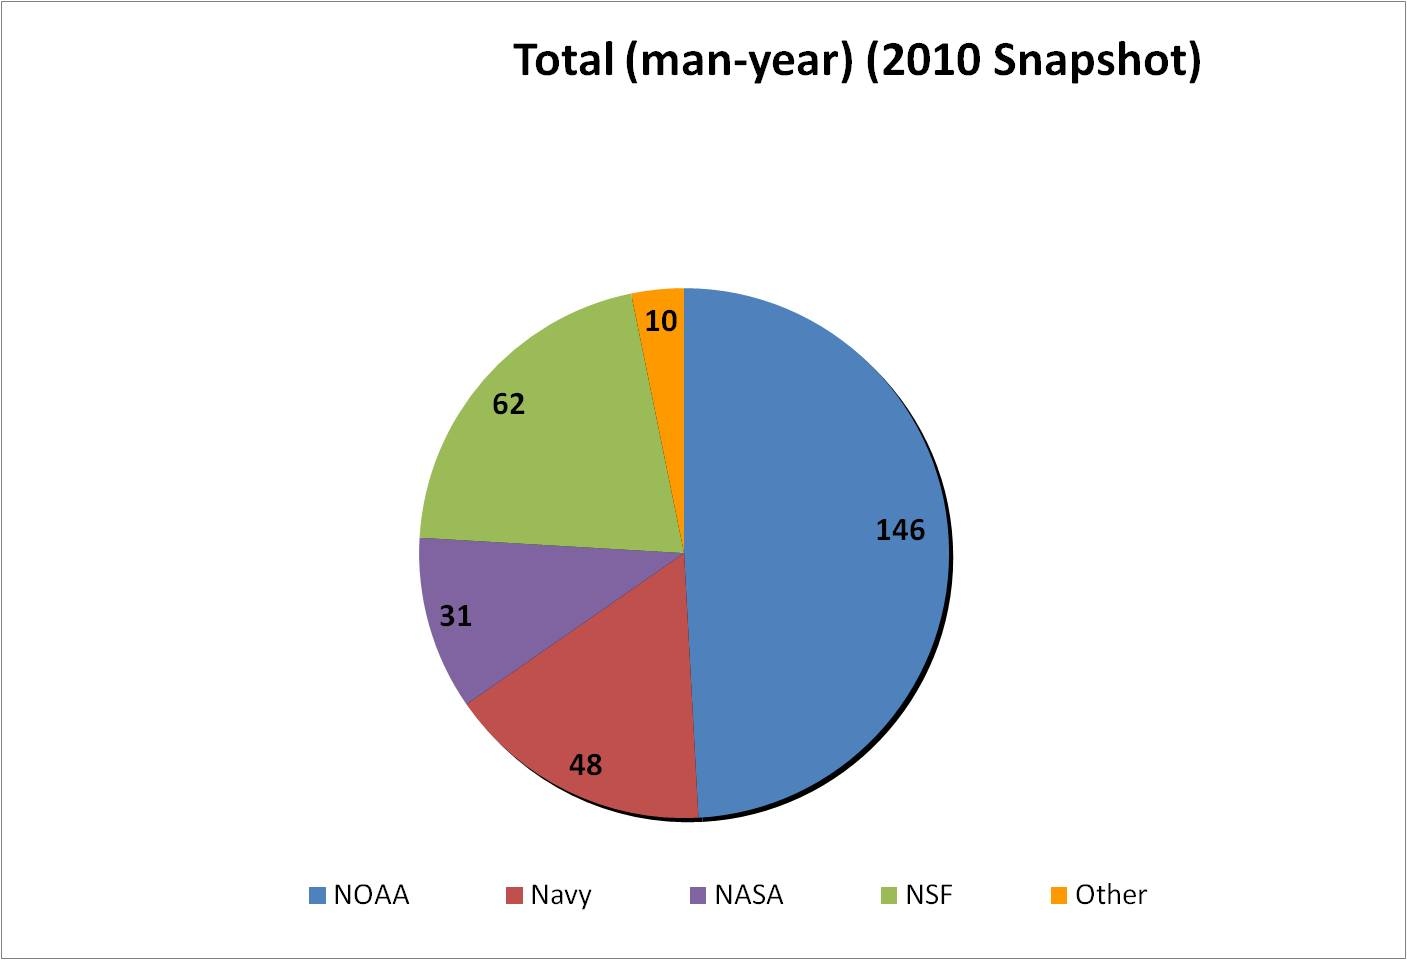 Total (man-year) (2010 Snapshot)
10
62
146
31
48
NOAA Navy NASA NSF Other